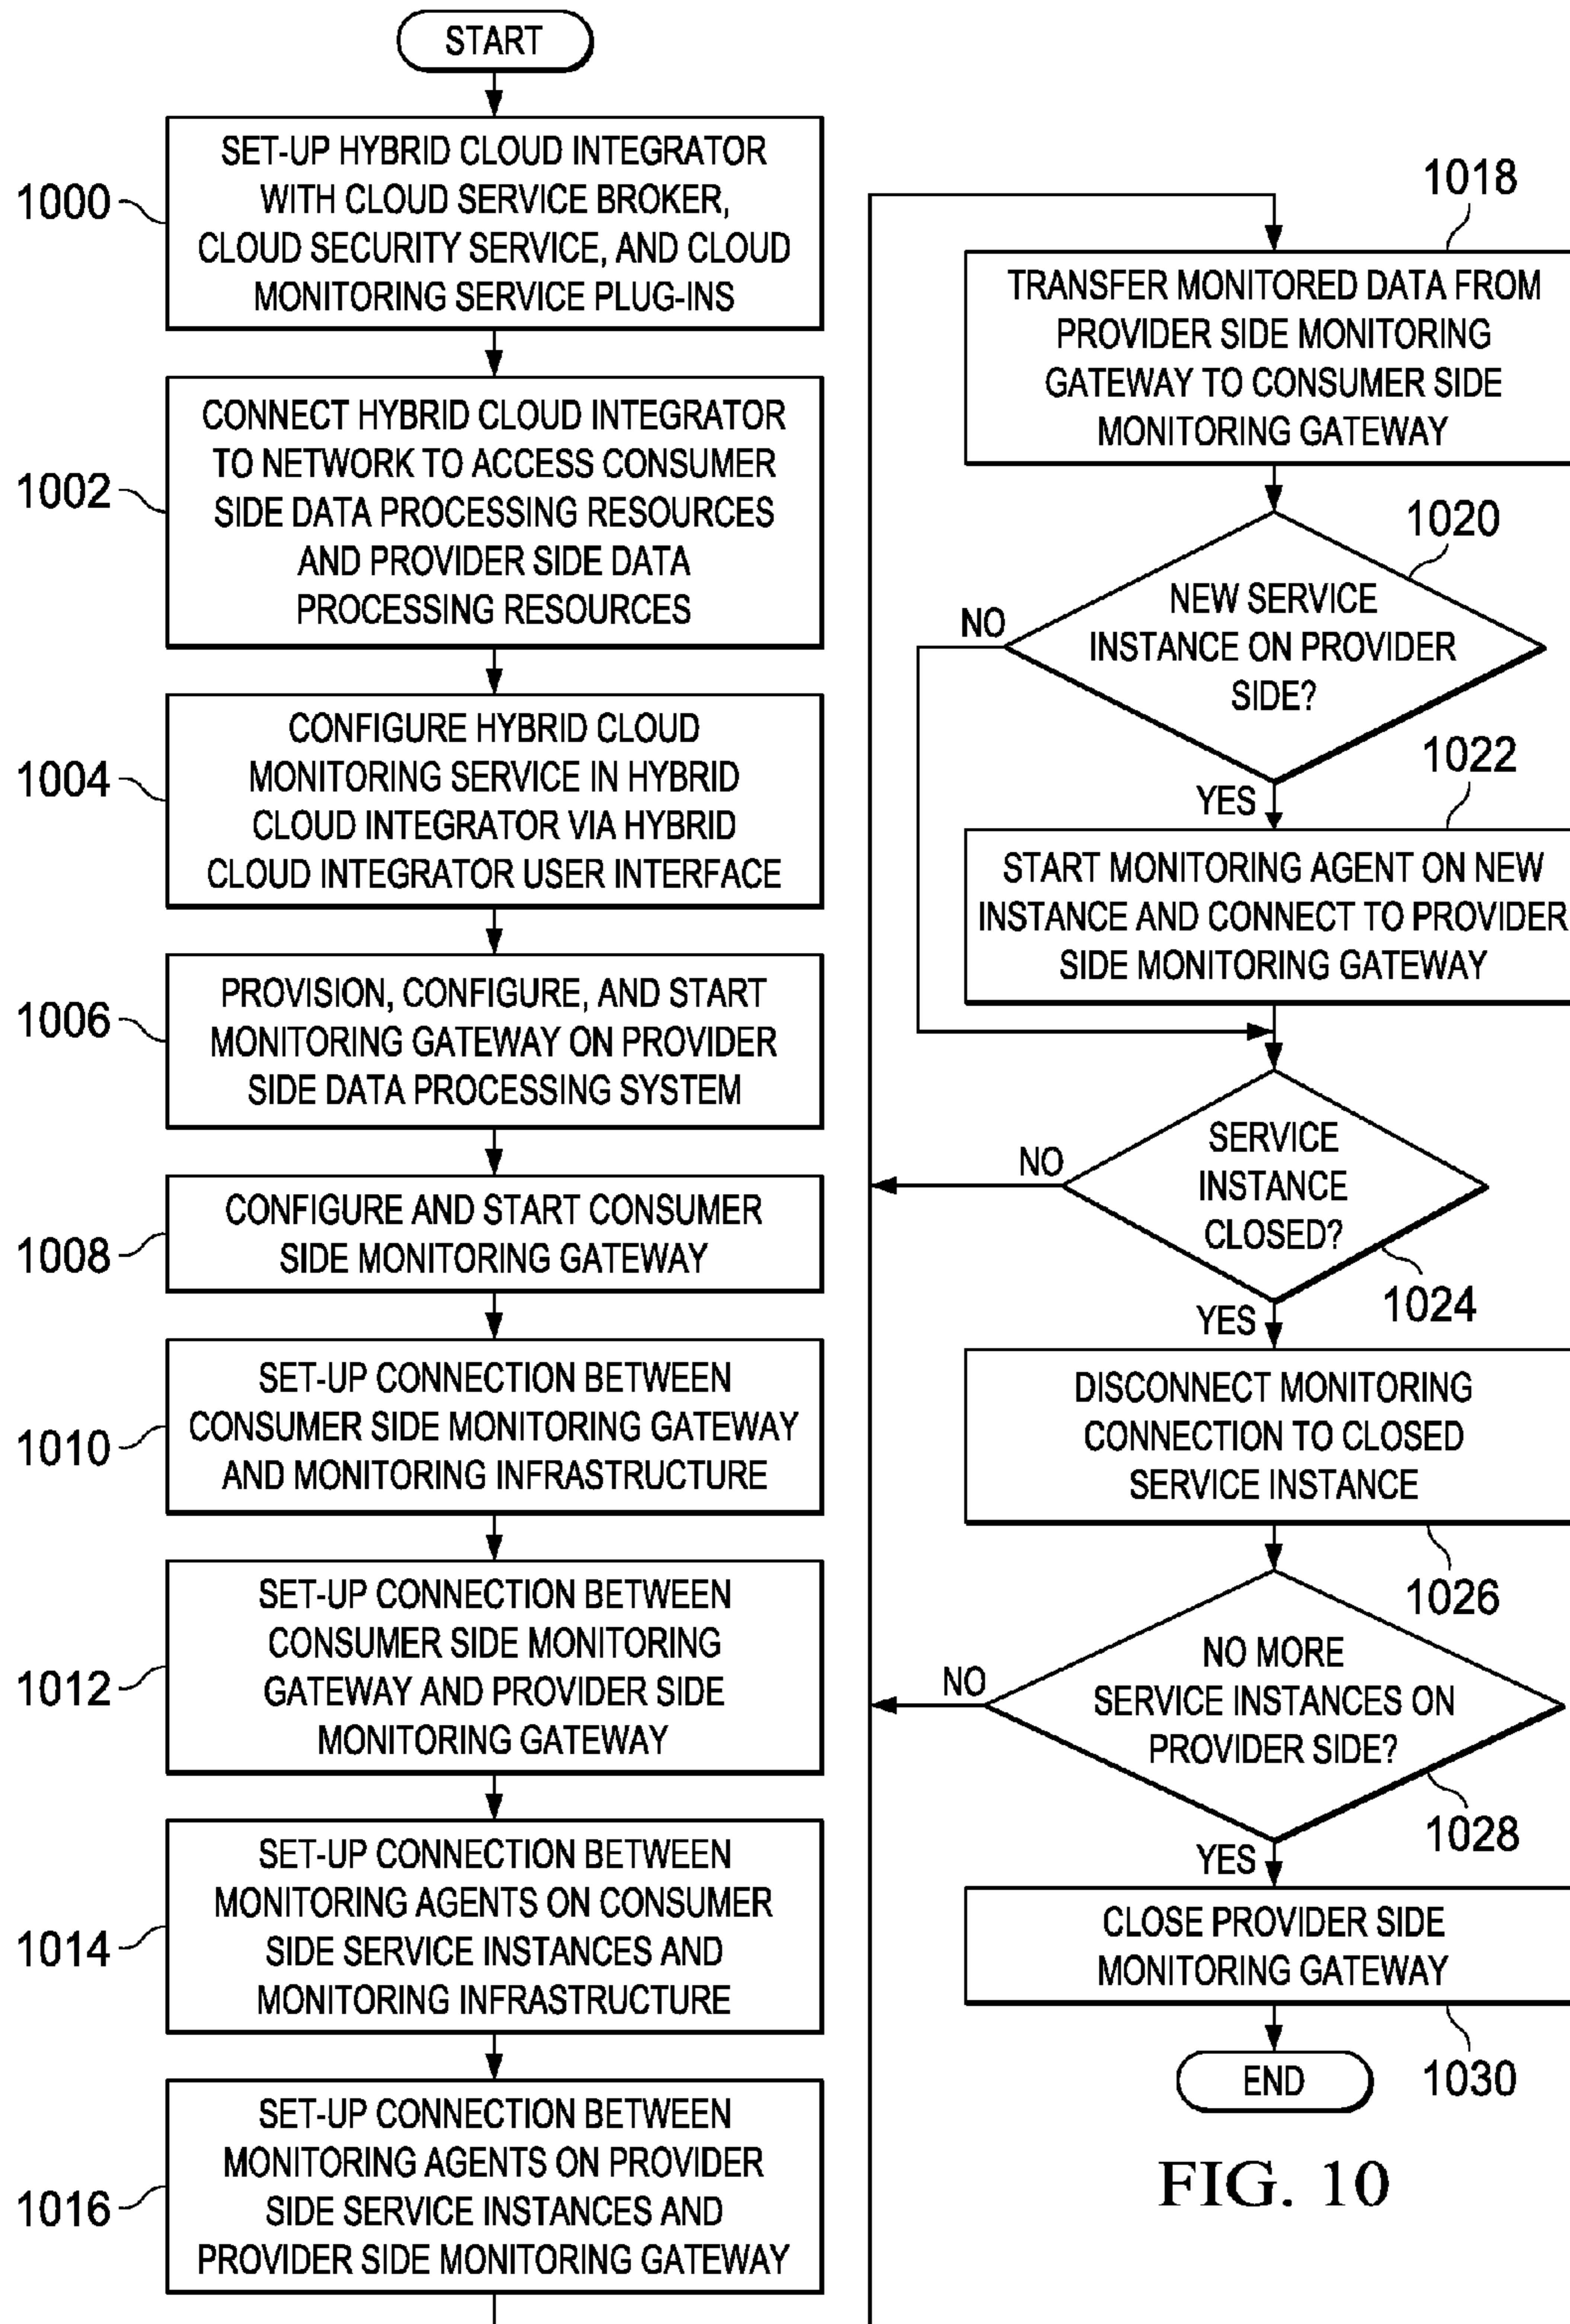 START
1000
SET-UP HYBRID CLOUD INTEGRATOR
WITH CLOUD SERVICE BROKER,
CLOUD SECURITY SERVICE, AND CLOUD
MONITORING SERVICE PLUG-INS
1002
CONNECT HYBRID CLOUD INTEGRATOR
TO NETWORK TO ACCESS CONSUMER
SIDE DATA PROCESSING RESOURCES
AND PROVIDER SIDE DATA
PROCESSING RESOURCES
1004
CONFIGURE HYBRID CLOUD
MONITORING SERVICE IN HYBRID
CLOUD INTEGRATOR VIA HYBRID
CLOUD INTEGRATOR USER INTERFACE
1006
PROVISION, CONFIGURE, AND START
MONITORING GATEWAY ON PROVIDER
SIDE DATA PROCESSING SYSTEM
1008
CONFIGURE AND START CONSUMER
SIDE MONITORING GATEWAY
1010
SET-UP CONNECTION BETWEEN
CONSUMER SIDE MONITORING GATEWAY
AND MONITORING INFRASTRUCTURE
1012
SET-UP CONNECTION BETWEEN
CONSUMER SIDE MONITORING
GATEWAY AND PROVIDER SIDE
MONITORING GATEWAY
1014
SET-UP CONNECTION BETWEEN
MONITORING AGENTS ON CONSUMER
SIDE SERVICE INSTANCES AND
MONITORING INFRASTRUCTURE
1016
SET-UP CONNECTION BETWEEN
MONITORING AGENTS ON PROVIDER
SIDE SERVICE INSTANCES AND
PROVIDER SIDE MONITORING GATEWAY
1018
TRANSFER MONITORED DATA FROM
PROVIDER SIDE MONITORING
GATEWAY TO CONSUMER SIDE
MONITORING GATEWAY
1020
NEW SERVICE
INSTANCE ON PROVIDER
SIDE?
NO
YES
1022
START MONITORING AGENT ON NEW
INSTANCE AND CONNECT TO PROVIDER
SIDE MONITORING GATEWAY
SERVICE
INSTANCE
CLOSED?
NO
1024
YES
DISCONNECT MONITORING
CONNECTION TO CLOSED
SERVICE INSTANCE
1026
NO MORE
SERVICE INSTANCES ON
PROVIDER SIDE?
NO
1028
YES
CLOSE PROVIDER SIDE
MONITORING GATEWAY
1030
END
FIG. 10